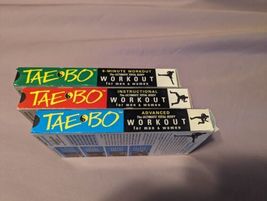 TAE BO
8-MINUTE WORKOUT
The ULTIMATE TOTAL BODY
WORKOUT
for men & women
TAE BO
INSTRUCTIONAL
The ULTIMATE TOTAL BODY
WORKOUT
for men & women
TAE BO
ADVANCED
The ULTIMATE TOTAL BODY
WORKOUT
for men & women